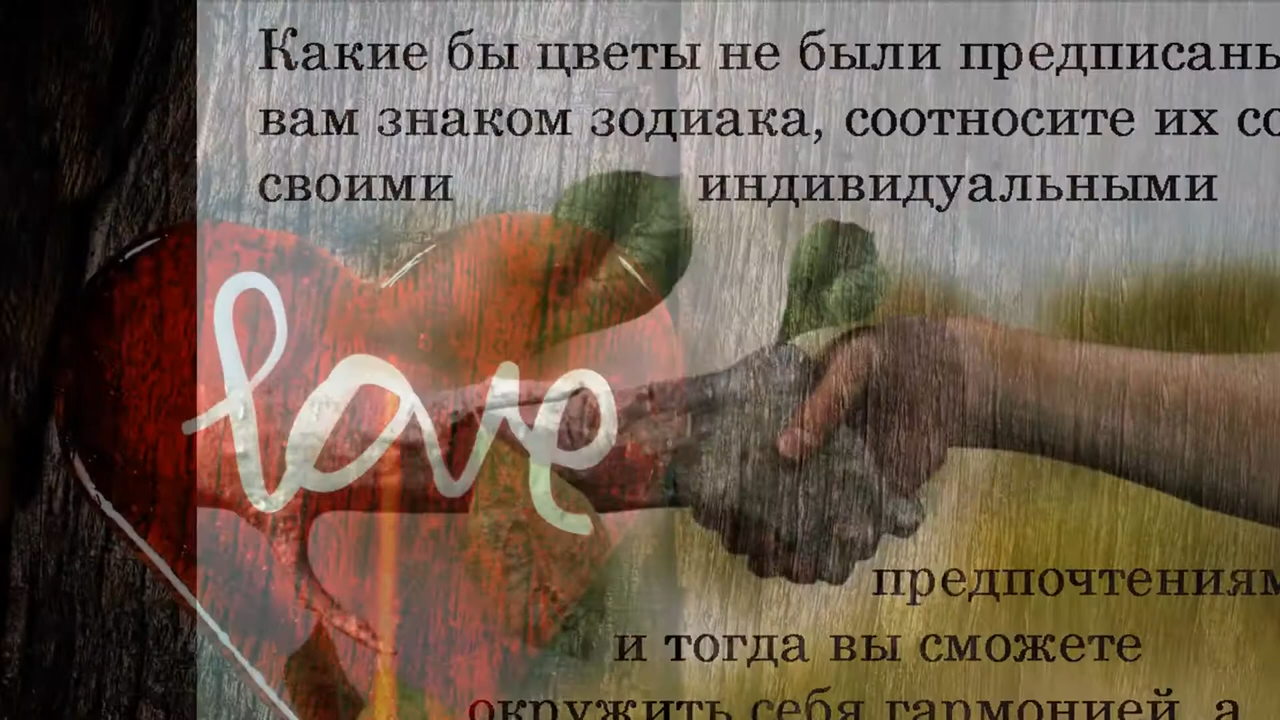 Какие бы цветы не были предписаны
вам знаком зодиака, соотносите их со
своими индивидуальными
love
предпочтениям
и тогда вы сможете
окружить себя гармонией, а